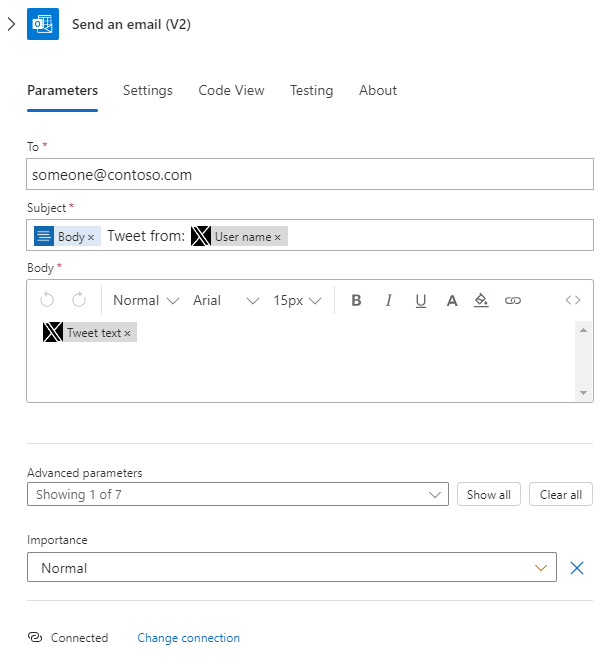 Send an email (V2)
Parameters Settings Code View Testing About
To *
someone@contoso.com
Subject *
Body × Tweet from: User name ×
Body *
Normal Arial 15px B I U A
Tweet text ×
Advanced parameters
Showing 1 of 7 Show all Clear all
Importance
Normal
Connected Change connection